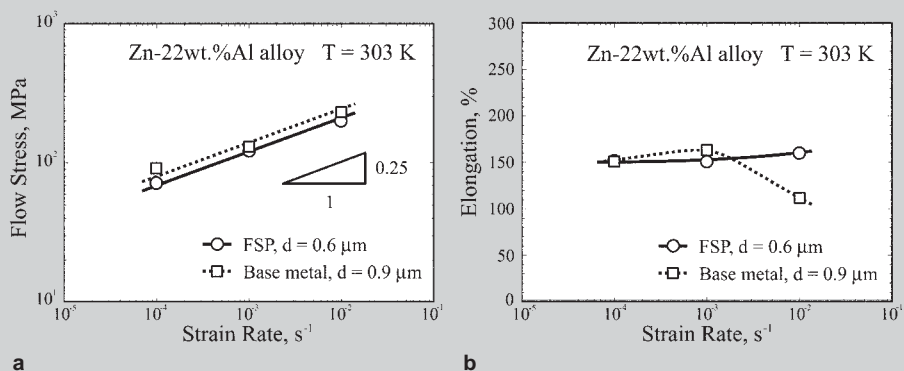 10³
10²
10¹
Flow Stress, MPa
Zn-22wt.%Al alloy T = 303 K
0.25
1
FSP, d = 0.6 μm
Base metal, d = 0.9 μm
10⁻⁵ 10⁻⁴ 10⁻³ 10⁻² 10⁻¹
Strain Rate, s⁻¹
a
300
250
200
150
100
50
0
Elongation, %
Zn-22wt.%Al alloy T = 303 K
FSP, d = 0.6 μm
Base metal, d = 0.9 μm
10⁻⁵ 10⁻⁴ 10⁻³ 10⁻² 10⁻¹
Strain Rate, s⁻¹
b